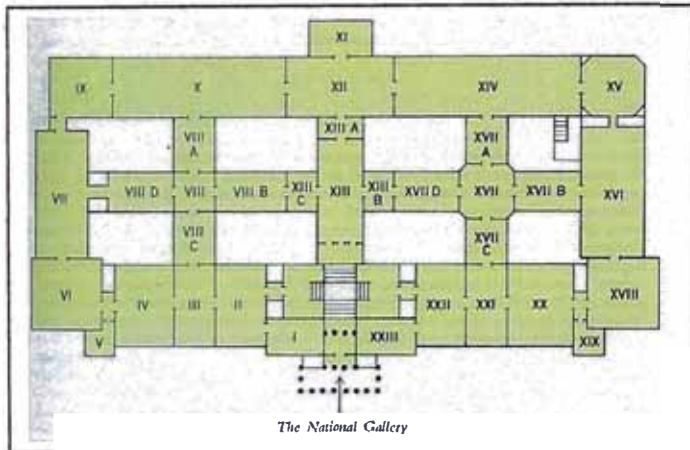 XI
IX
X
XII
XIV
XV
VIII
A
XIII A
XVII
A
VII
VIII D
VIII
VIII B
XIII
C
XIII
XIII
B
XVII D
XVII
XVII B
XVI
VIII
C
XVII
C
VI
IV
III
II
XXII
XXI
XX
XVIII
V
I
XXIII
XIX
The National Gallery